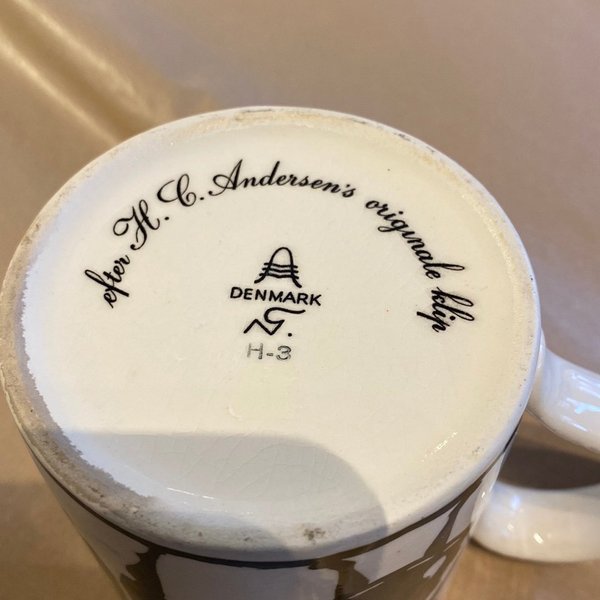 efter H. C. Andersen's originale klip
DENMARK
H-3